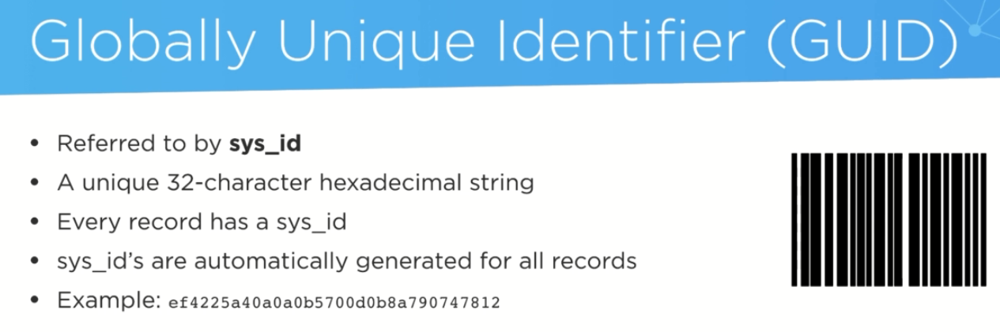 Globally Unique Identifier (GUID)
• Referred to by sys_id
• A unique 32-character hexadecimal string
• Every record has a sys_id
• sys_id’s are automatically generated for all records
• Example: ef4225a40a0a0b5700d0b8a790747812